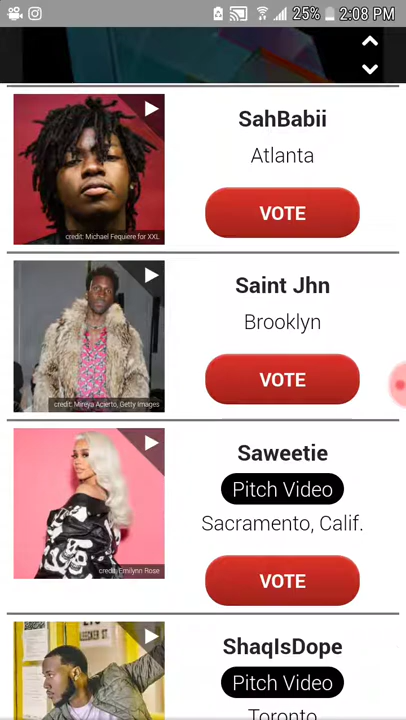 25% 2:08 PM
SahBabii
Atlanta
VOTE
credit: Michael Fequiere for XXL
Saint Jhn
Brooklyn
VOTE
credit: Mireya Acierto, Getty Images
Saweetie
Pitch Video
Sacramento, Calif.
VOTE
credit: Emilynn Rose
ShaqIsDope
Pitch Video
Toronto